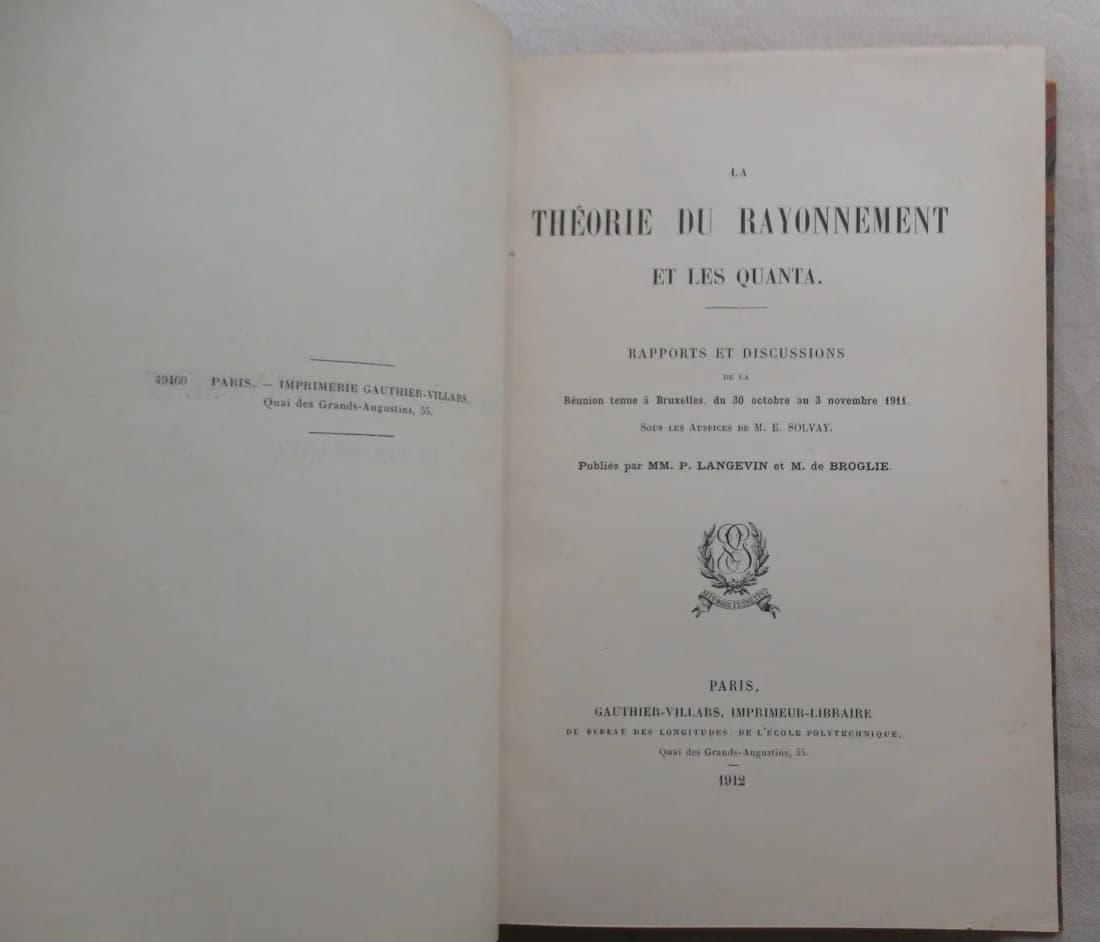 49460 PARIS. — IMPRIMERIE GAUTHIER-VILLARS,
Quai des Grands-Augustins, 55.
LA
THÉORIE DU RAYONNEMENT
ET LES QUANTA.
RAPPORTS ET DISCUSSIONS
DE LA
Réunion tenue à Bruxelles, du 30 octobre au 3 novembre 1911,
SOUS LES AUSPICES DE M. E. SOLVAY.
Publiés par MM. P. LANGEVIN et M. de BROGLIE.
PARIS,
GAUTHIER-VILLARS, IMPRIMEUR-LIBRAIRE
DU BUREAU DES LONGITUDES, DE L'ÉCOLE POLYTECHNIQUE,
Quai des Grands-Augustins, 55.
1912